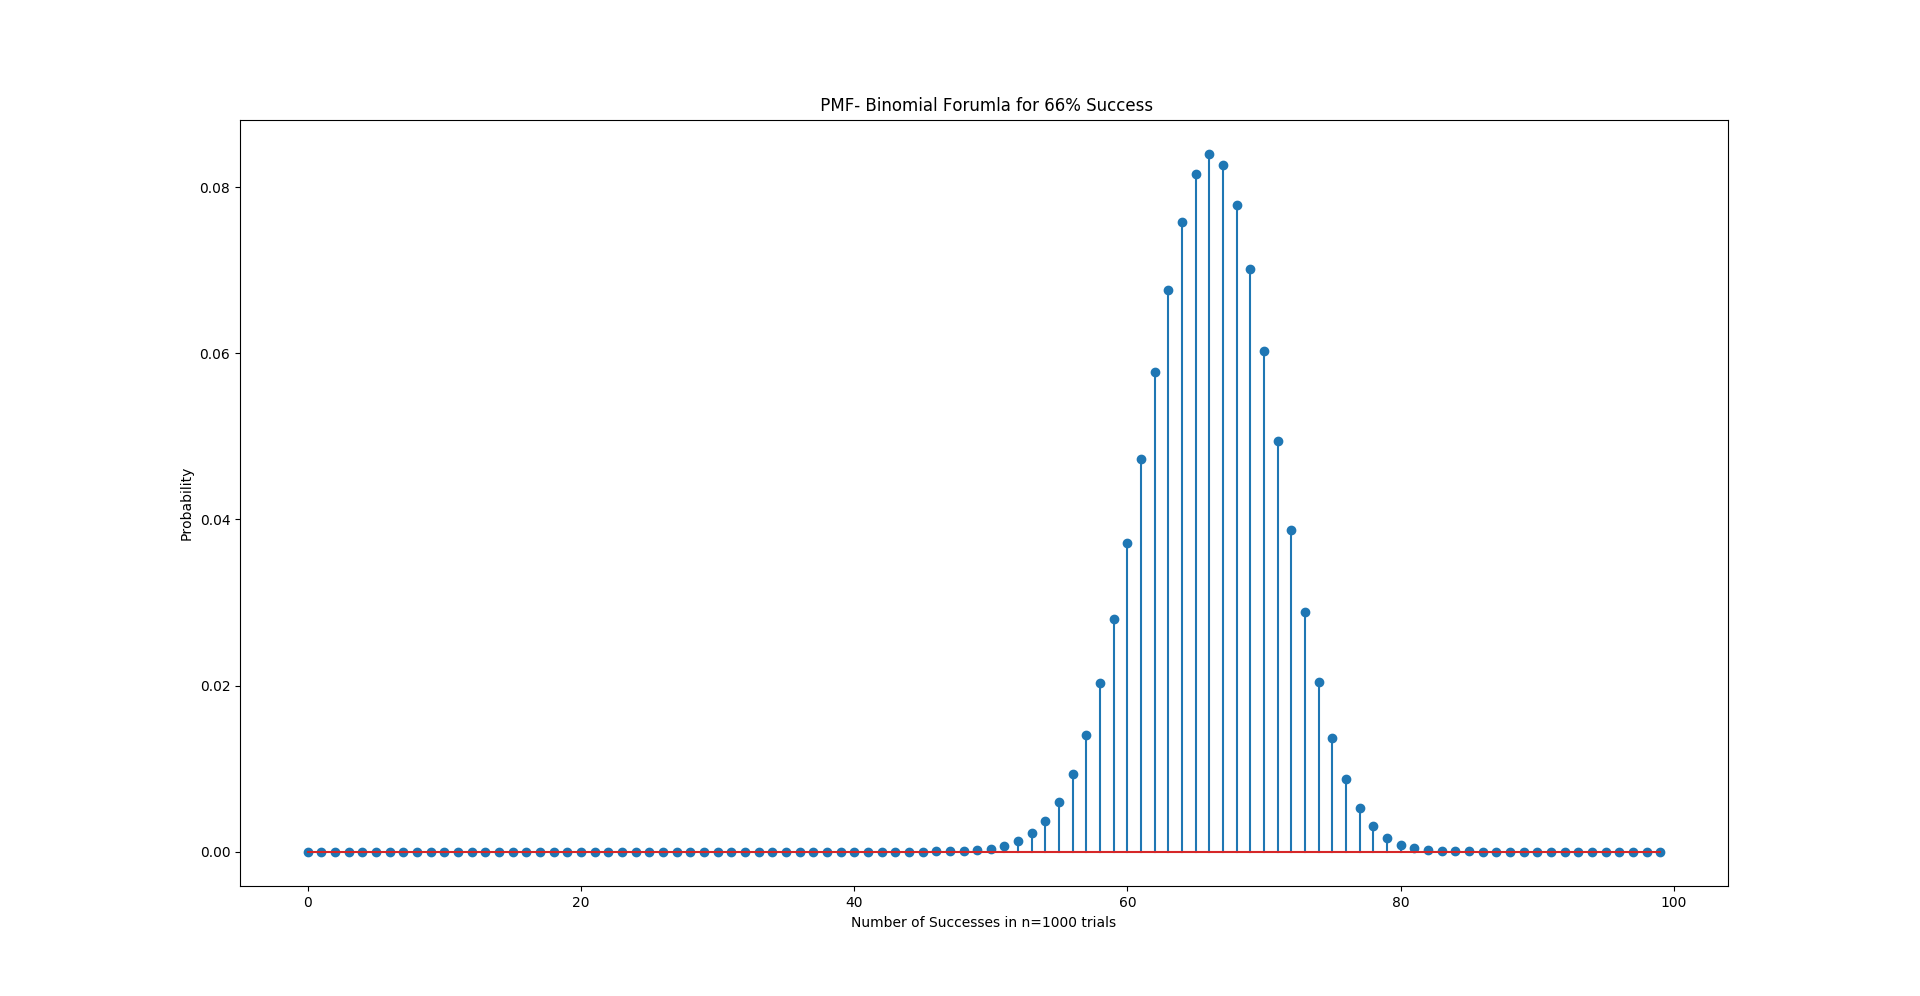 PMF- Binomial Forumla for 66% Success
0.08
0.06
0.04
0.02
0.00
Probability
0 20 40 60 80 100
Number of Successes in n=1000 trials